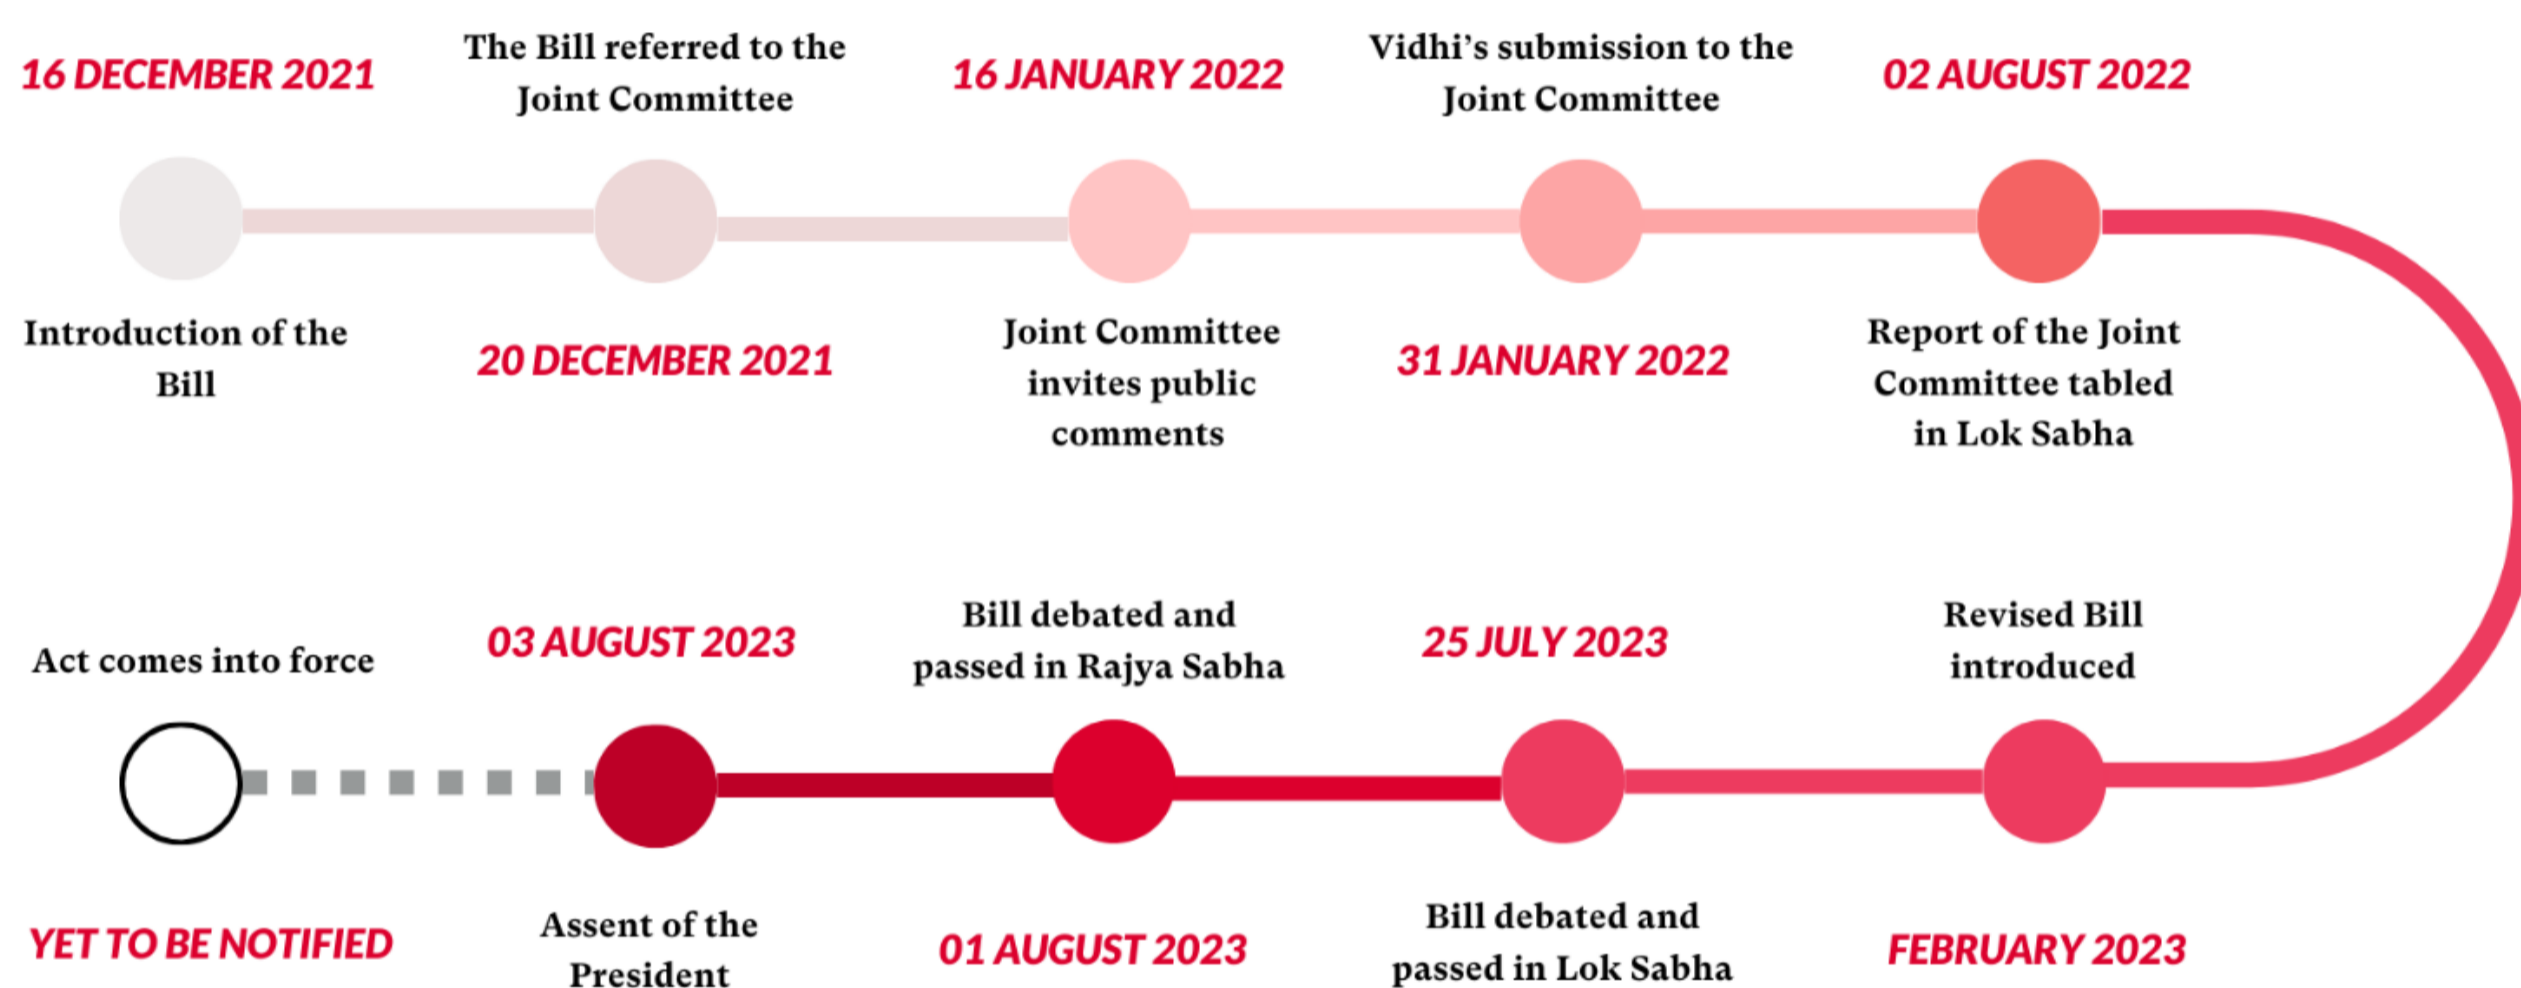 16 DECEMBER 2021
Introduction of the
Bill
The Bill referred to the
Joint Committee
20 DECEMBER 2021
16 JANUARY 2022
Joint Committee
invites public
comments
Vidhi’s submission to the
Joint Committee
31 JANUARY 2022
02 AUGUST 2022
Report of the Joint
Committee tabled
in Lok Sabha
Revised Bill
introduced
FEBRUARY 2023
25 JULY 2023
Bill debated and
passed in Lok Sabha
Bill debated and
passed in Rajya Sabha
01 AUGUST 2023
03 AUGUST 2023
Assent of the
President
Act comes into force
YET TO BE NOTIFIED